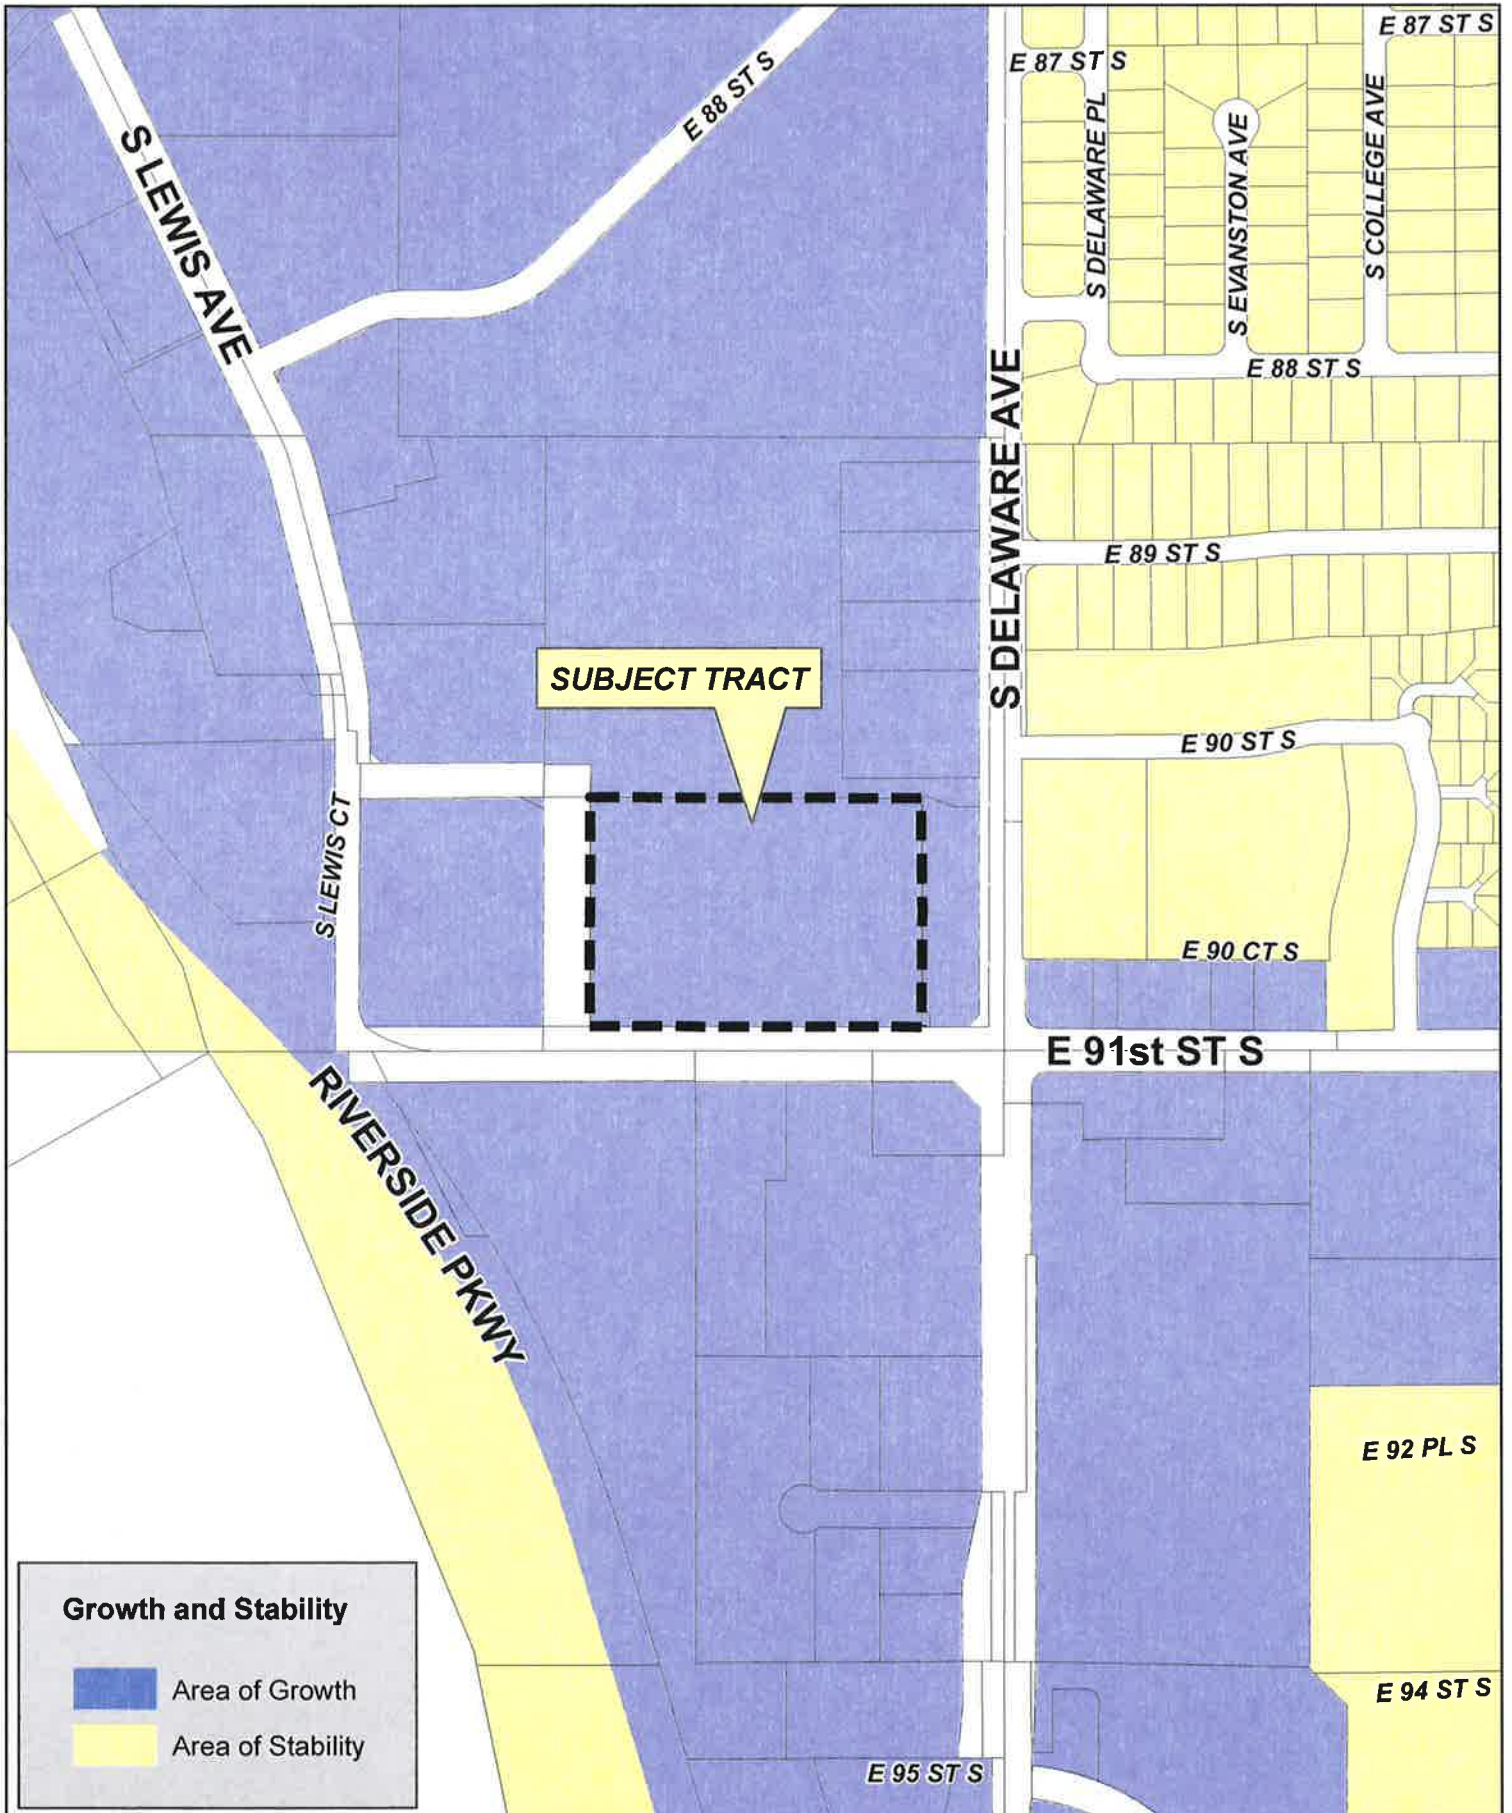 E 87 ST S
E 87 ST S
E 88 ST S
S DELAWARE PL
S EVANSTON AVE
S COLLEGE AVE
S LEWIS AVE
E 88 ST S
S DELAWARE AVE
E 89 ST S
SUBJECT TRACT
E 90 ST S
S LEWIS CT
E 90 CT S
E 91st ST S
RIVERSIDE PKWY
E 92 PL S
Growth and Stability
Area of Growth
Area of Stability
E 94 ST S
E 95 ST S